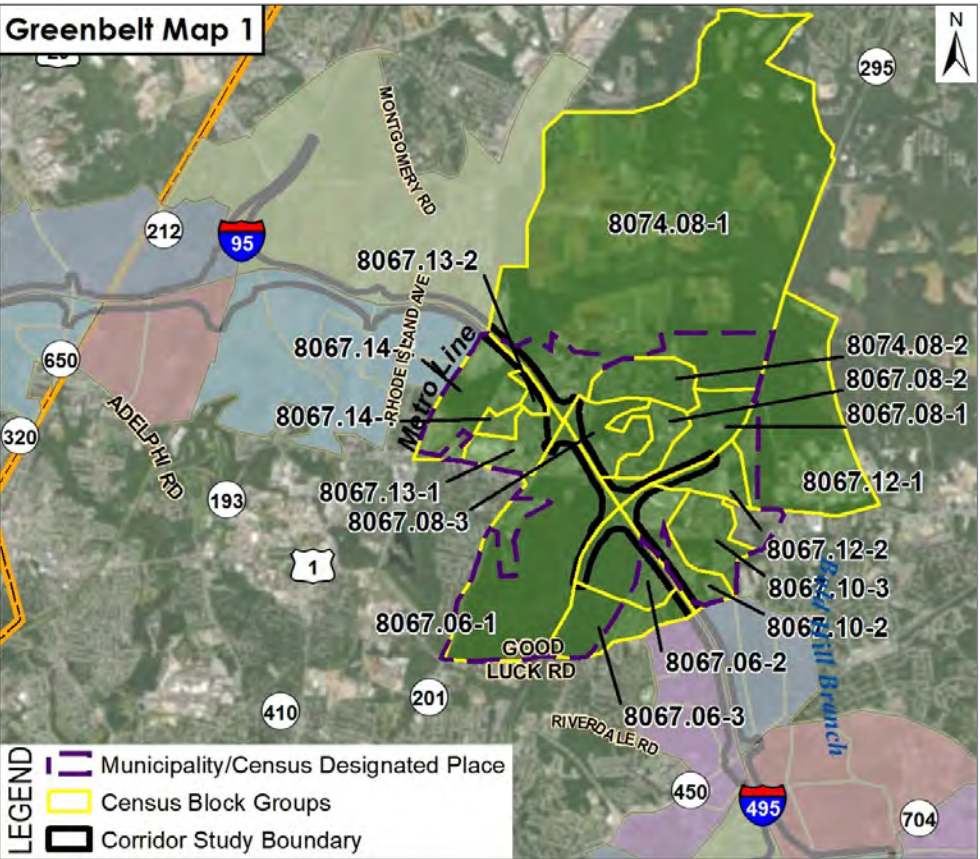 Greenbelt Map 1
N
295
MONTGOMERY RD
8074.08-1
212
95
8067.13-2
RHODE ISLAND AVE
Metro Line
8067.14-
650
8074.08-2
8067.08-2
8067.14-
8067.08-1
ADELPHI RD
320
8067.13-1
8067.12-1
193
8067.08-3
8067.12-2
1
8067.10-3
8067.10-2
8067.06-1
GOOD
LUCK RD
8067.06-2
201
410
8067.06-3
RIVERDALE RD
Bald Hill Branch
450
495
704
LEGEND
Municipality/Census Designated Place
Census Block Groups
Corridor Study Boundary